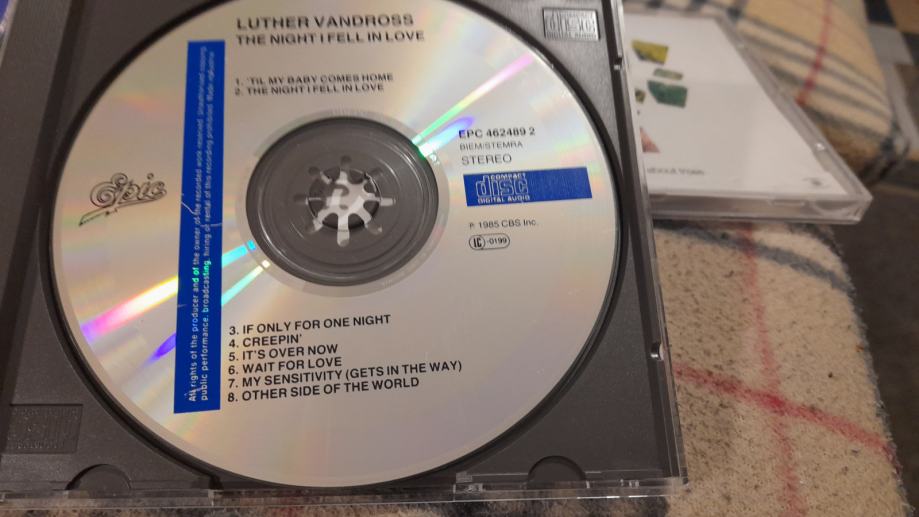 LUTHER VANDROSS
THE NIGHT I FELL IN LOVE
1. 'TIL MY BABY COMES HOME
2. THE NIGHT I FELL IN LOVE
EPC 462489 2
BIEM/STEMRA
STEREO
COMPACT
disc
DIGITAL AUDIO
℗ 1985 CBS Inc.
LC-0199
Epic
3. IF ONLY FOR ONE NIGHT
4. CREEPIN'
5. IT'S OVER NOW
6. WAIT FOR LOVE
7. MY SENSITIVITY (GETS IN THE WAY)
8. OTHER SIDE OF THE WORLD
All rights of the producer and of the owner of the recorded work reserved. Unauthorised copying,
public performance, broadcasting, hiring or rental of this recording prohibited.
COMPACT
disc
about trees